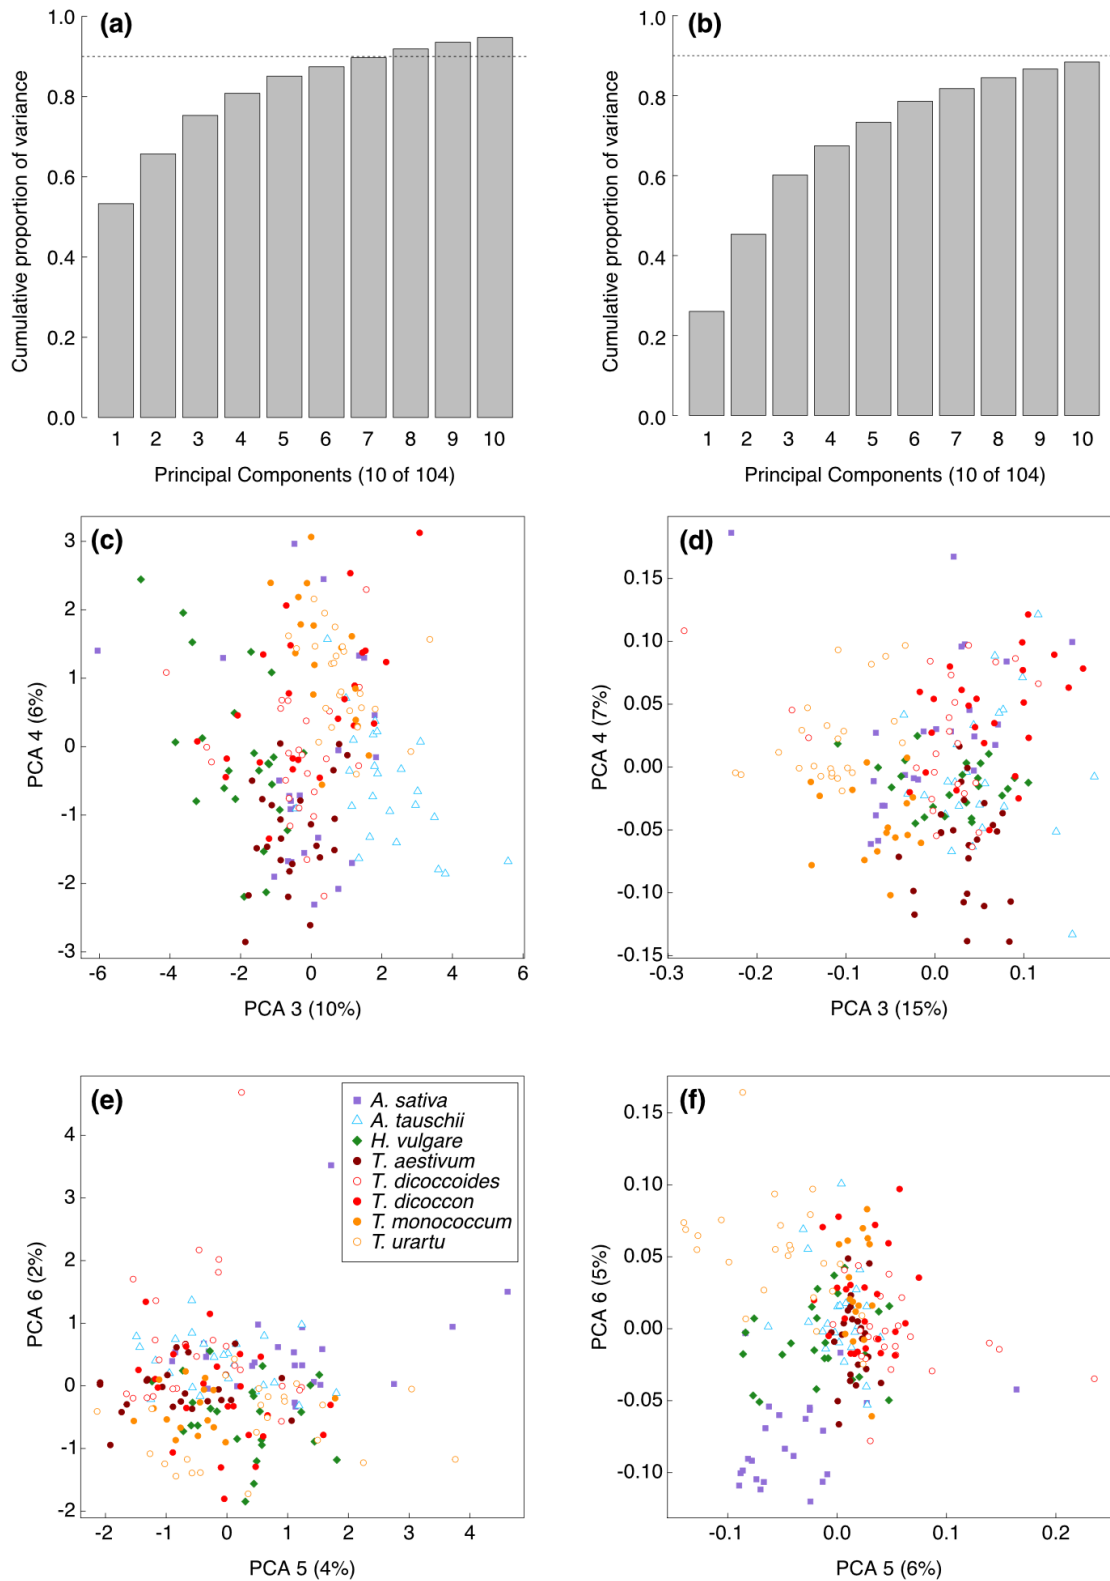 (a)
Cumulative proportion of variance
1.0
0.8
0.6
0.4
0.2
0.0
1 2 3 4 5 6 7 8 9 10
Principal Components (10 of 104)
(b)
Cumulative proportion of variance
1.0
0.8
0.6
0.4
0.2
0.0
1 2 3 4 5 6 7 8 9 10
Principal Components (10 of 104)
(c)
PCA 4 (6%)
3
2
1
0
-1
-2
-3
-6 -4 -2 0 2 4 6
PCA 3 (10%)
(d)
PCA 4 (7%)
0.15
0.10
0.05
0.00
-0.05
-0.10
-0.15
-0.3 -0.2 -0.1 0.0 0.1
PCA 3 (15%)
(e)
PCA 6 (2%)
4
3
2
1
0
-1
-2
A. sativa
A. tauschii
H. vulgare
T. aestivum
T. dicoccoides
T. dicoccon
T. monococcum
T. urartu
-2 -1 0 1 2 3 4
PCA 5 (4%)
(f)
PCA 6 (5%)
0.15
0.10
0.05
0.00
-0.05
-0.10
-0.1 0.0 0.1 0.2
PCA 5 (6%)